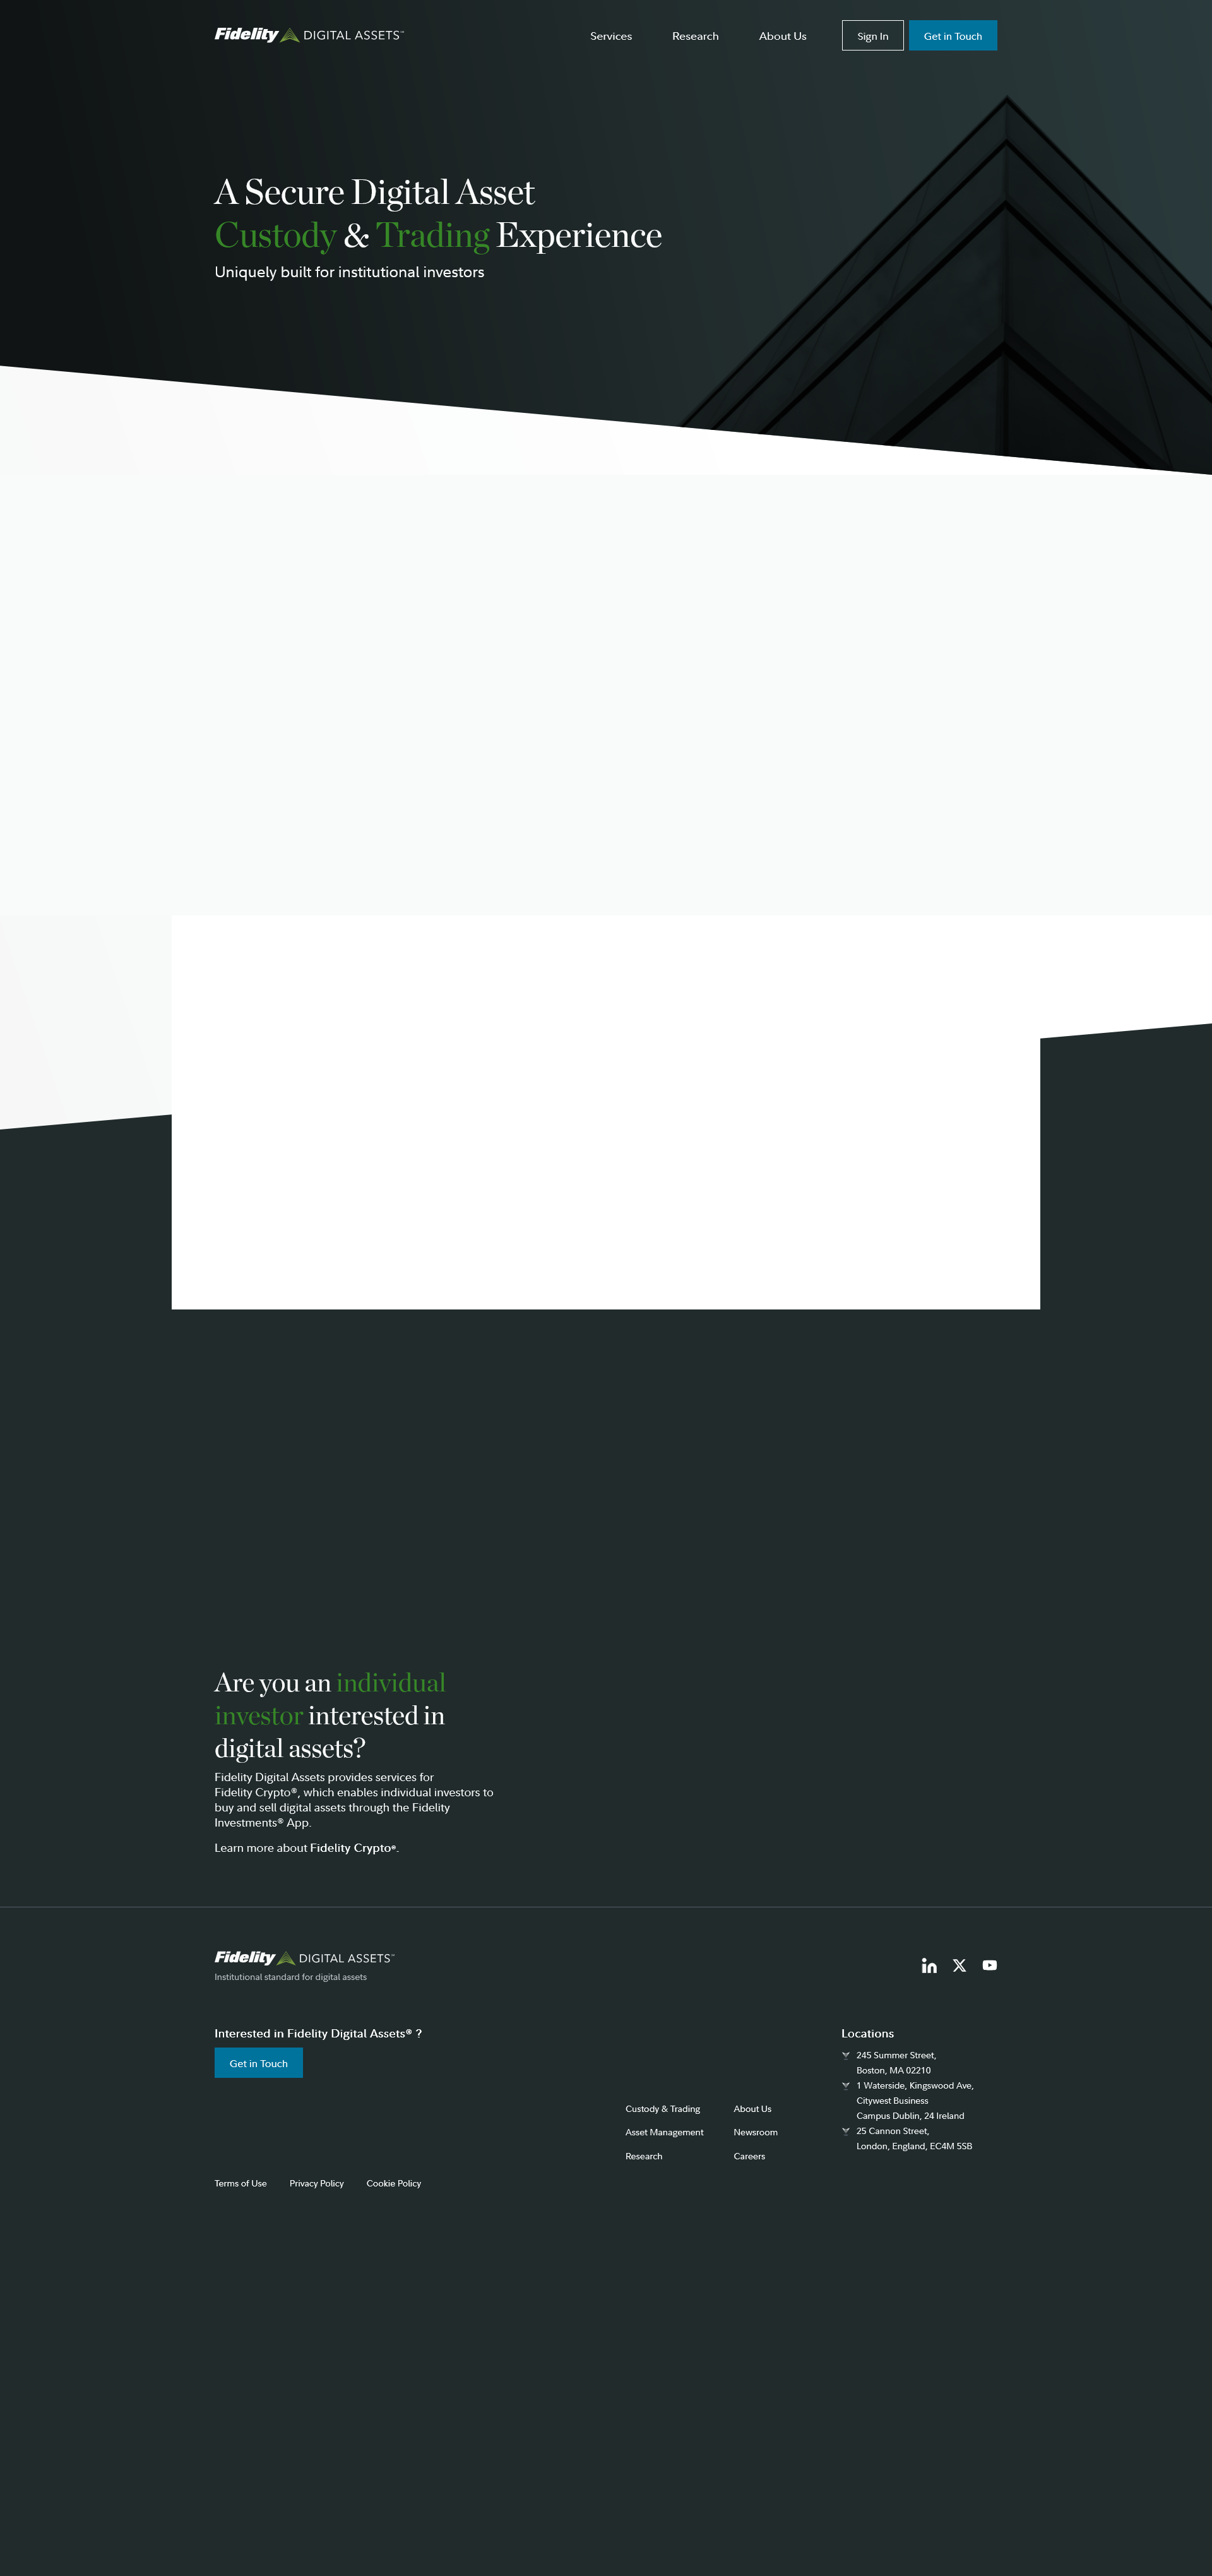 Fidelity DIGITAL ASSETS℠
Services
Research
About Us
Sign In
Get in Touch
A Secure Digital Asset
Custody & Trading Experience
Uniquely built for institutional investors
Are you an individual
investor interested in
digital assets?
Fidelity Digital Assets provides services for
Fidelity Crypto®, which enables individual investors to
buy and sell digital assets through the Fidelity
Investments® App.
Learn more about Fidelity Crypto®.
Fidelity DIGITAL ASSETS℠
Institutional standard for digital assets
Interested in Fidelity Digital Assets® ?
Get in Touch
Custody & Trading
Asset Management
Research
About Us
Newsroom
Careers
Locations
245 Summer Street,
Boston, MA 02210
1 Waterside, Kingswood Ave,
Citywest Business
Campus Dublin, 24 Ireland
25 Cannon Street,
London, England, EC4M 5SB
Terms of Use
Privacy Policy
Cookie Policy